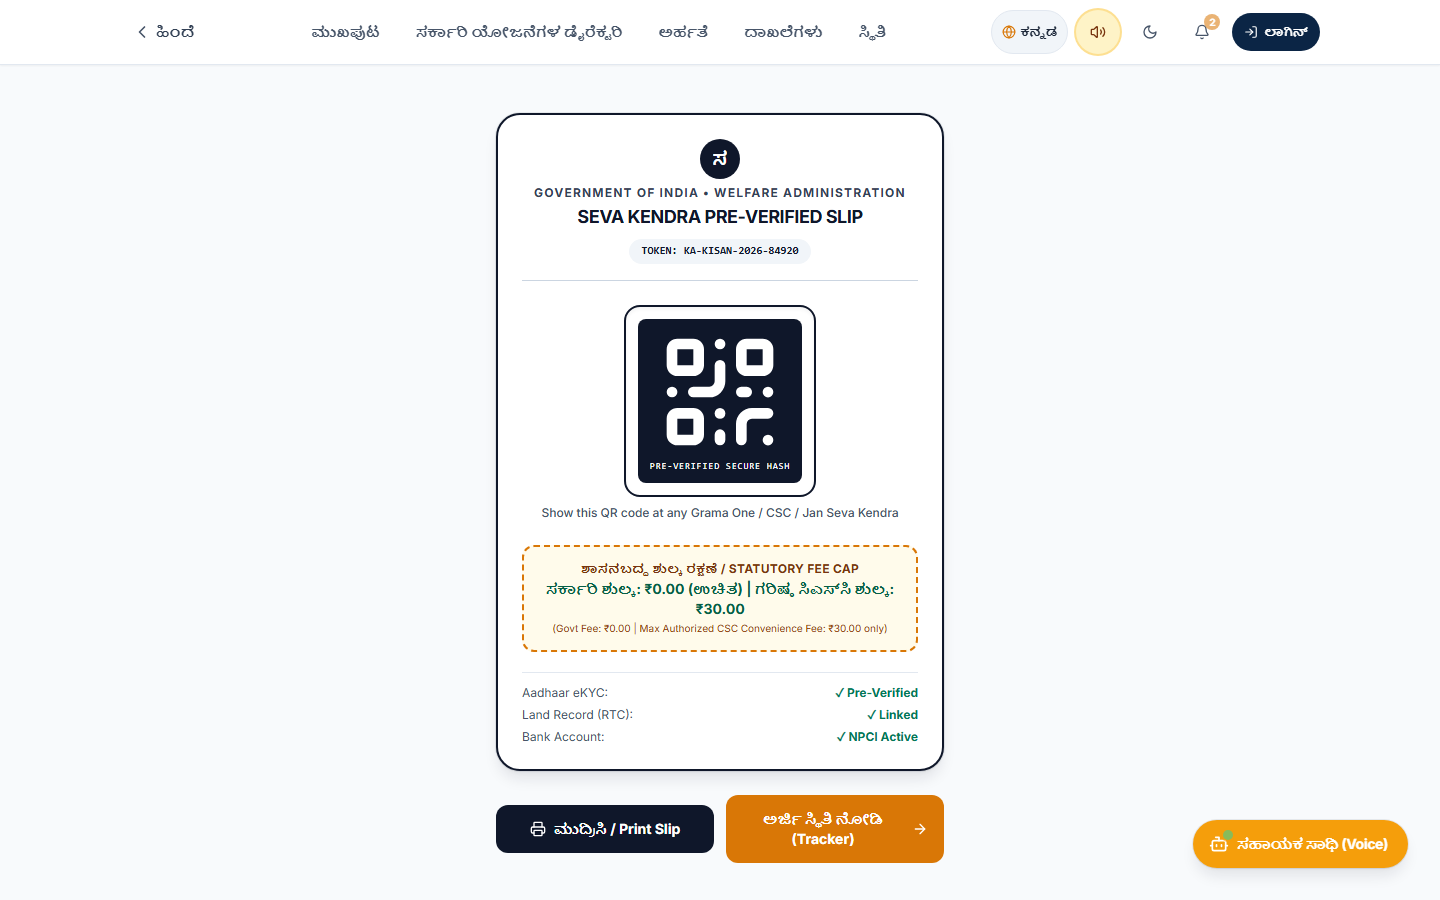 ಹಿಂದೆ
ಮುಖಪುಟ
ಸರ್ಕಾರಿ ಯೋಜನೆಗಳ ಡೈರೆಕ್ಟರಿ
ಅರ್ಹತೆ
ದಾಖಲೆಗಳು
ಸ್ಥಿತಿ
ಕನ್ನಡ
2
ಲಾಗಿನ್
ಸ
GOVERNMENT OF INDIA • WELFARE ADMINISTRATION
SEVA KENDRA PRE-VERIFIED SLIP
TOKEN: KA-KISAN-2026-84920
PRE-VERIFIED SECURE HASH
Show this QR code at any Grama One / CSC / Jan Seva Kendra
ಶಾಸನಬದ್ಧ ಶುಲ್ಕ ರಕ್ಷಣೆ / STATUTORY FEE CAP
ಸರ್ಕಾರಿ ಶುಲ್ಕ: ₹0.00 (ಉಚಿತ) | ಗರಿಷ್ಠ ಸಿಎಸ್‌ಸಿ ಶುಲ್ಕ:
₹30.00
(Govt Fee: ₹0.00 | Max Authorized CSC Convenience Fee: ₹30.00 only)
Aadhaar eKYC: ✓ Pre-Verified
Land Record (RTC): ✓ Linked
Bank Account: ✓ NPCI Active
ಮುದ್ರಿಸಿ / Print Slip
ಅರ್ಜಿ ಸ್ಥಿತಿ ನೋಡಿ
(Tracker)
ಸಹಾಯಕ ಸಾಥಿ (Voice)